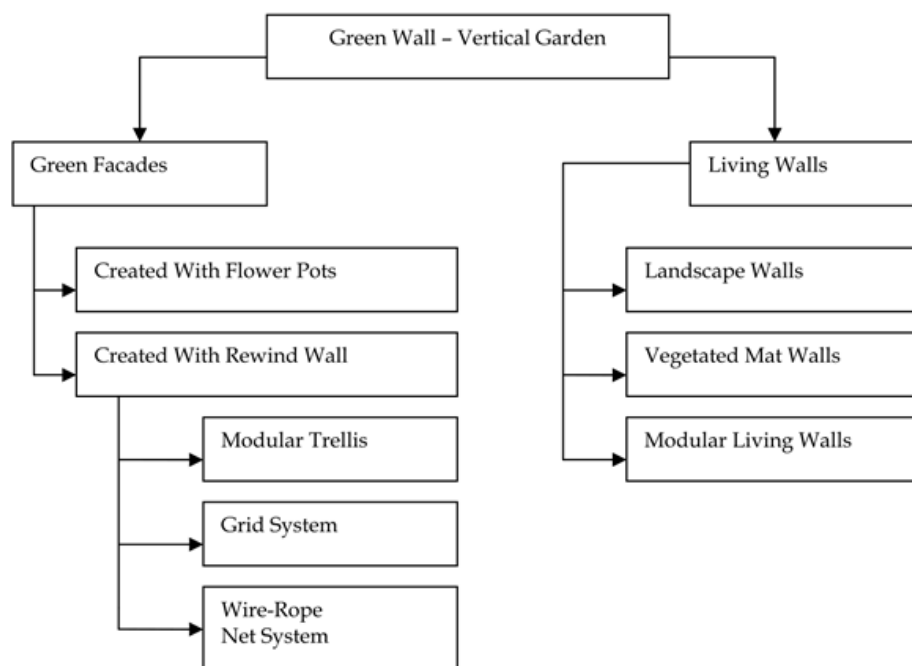 Green Wall – Vertical Garden
Green Facades
Living Walls
Created With Flower Pots
Landscape Walls
Created With Rewind Wall
Vegetated Mat Walls
Modular Trellis
Modular Living Walls
Grid System
Wire-Rope
Net System